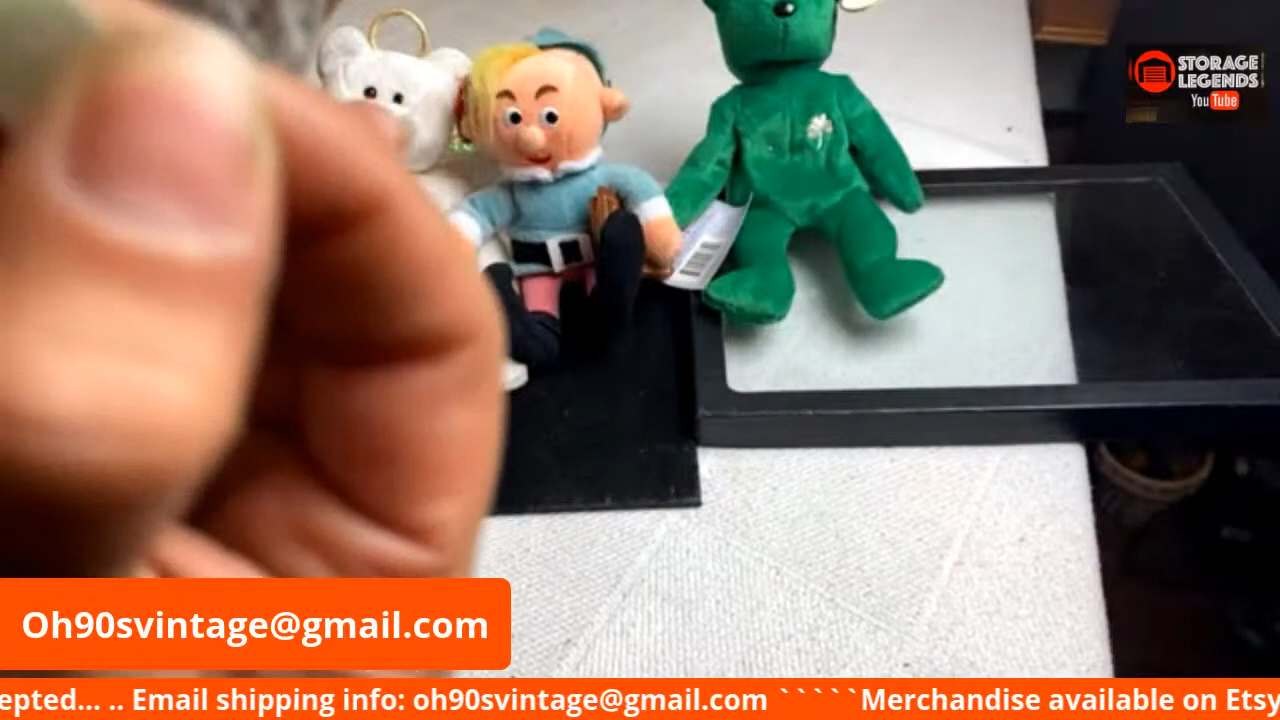 STORAGE
LEGENDS
YouTube
Oh90svintage@gmail.com
epted... .. Email shipping info: oh90svintage@gmail.com `````Merchandise available on Etsy